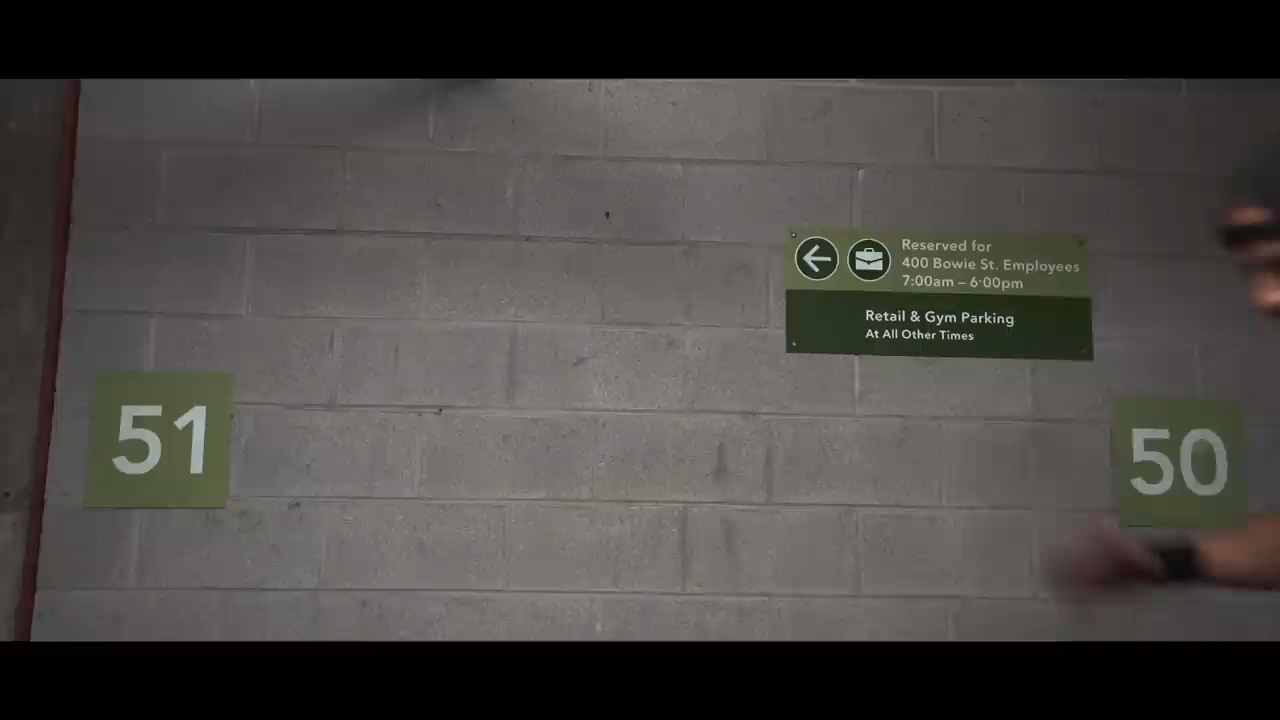 Reserved for
400 Bowie St. Employees
7:00am – 6:00pm
Retail & Gym Parking
At All Other Times
51
50